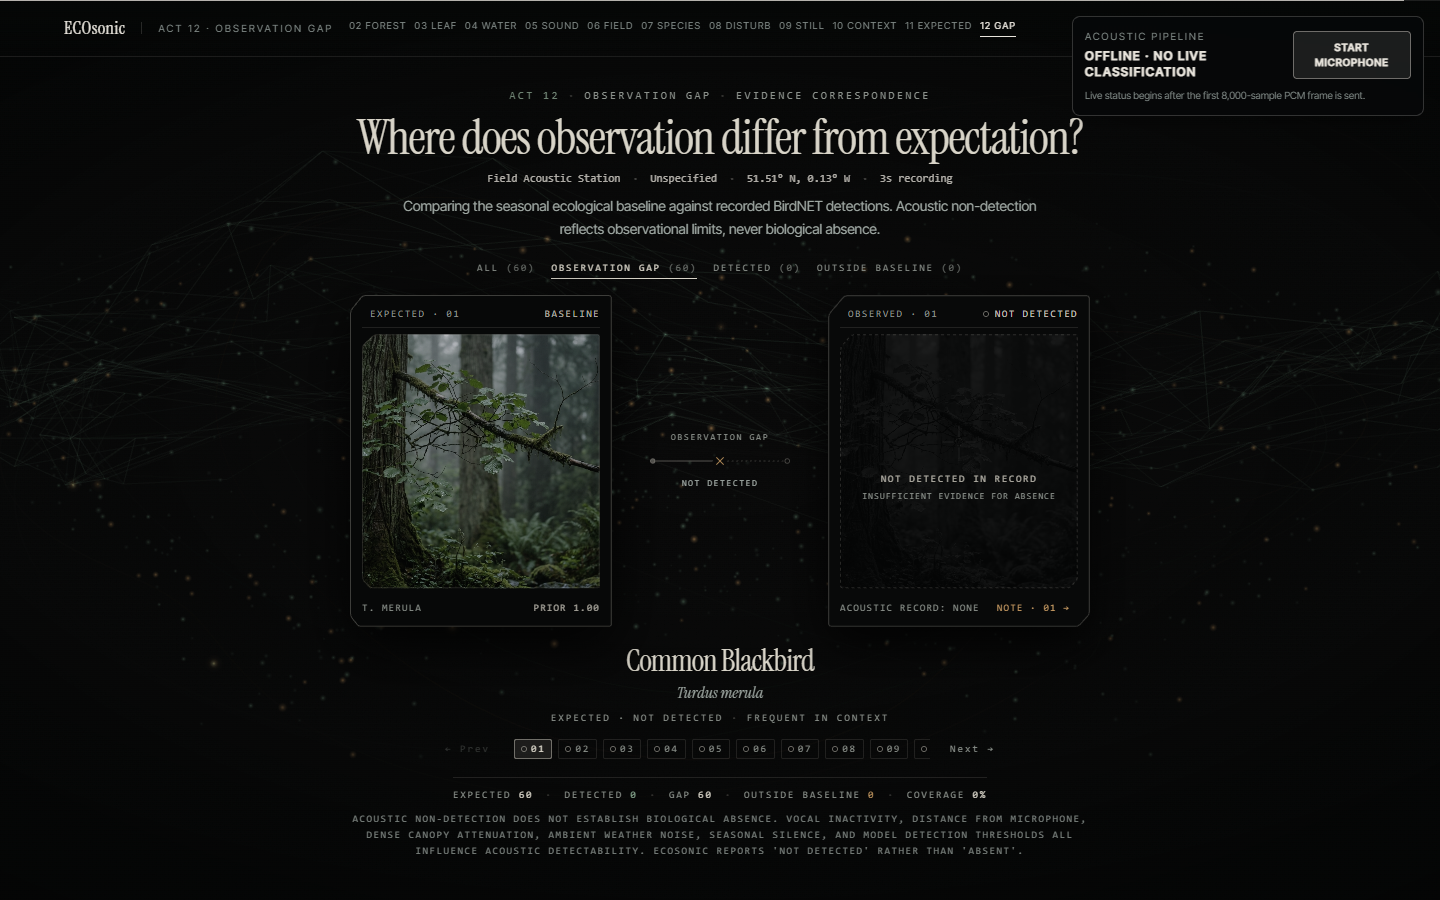 ECOsonic
ACT 12 · OBSERVATION GAP
02 FOREST 03 LEAF 04 WATER 05 SOUND 06 FIELD 07 SPECIES 08 DISTURB 09 STILL 10 CONTEXT 11 EXPECTED 12 GAP
ACOUSTIC PIPELINE
OFFLINE · NO LIVE
CLASSIFICATION
START
MICROPHONE
Live status begins after the first 8,000-sample PCM frame is sent.
ACT 12 · OBSERVATION GAP · EVIDENCE CORRESPONDENCE
Where does observation differ from expectation?
Field Acoustic Station · Unspecified · 51.51° N, 0.13° W · 3s recording
Comparing the seasonal ecological baseline against recorded BirdNET detections. Acoustic non-detection
reflects observational limits, never biological absence.
ALL (60) OBSERVATION GAP (60) DETECTED (0) OUTSIDE BASELINE (0)
EXPECTED · 01 BASELINE
T. MERULA PRIOR 1.00
OBSERVATION GAP
NOT DETECTED
OBSERVED · 01 ○ NOT DETECTED
NOT DETECTED IN RECORD
INSUFFICIENT EVIDENCE FOR ABSENCE
ACOUSTIC RECORD: NONE NOTE · 01 →
Common Blackbird
Turdus merula
EXPECTED · NOT DETECTED · FREQUENT IN CONTEXT
← Prev ○ 01 ○ 02 ○ 03 ○ 04 ○ 05 ○ 06 ○ 07 ○ 08 ○ 09 ○ Next →
EXPECTED 60 · DETECTED 0 · GAP 60 · OUTSIDE BASELINE 0 · COVERAGE 0%
ACOUSTIC NON-DETECTION DOES NOT ESTABLISH BIOLOGICAL ABSENCE. VOCAL INACTIVITY, DISTANCE FROM MICROPHONE,
DENSE CANOPY ATTENUATION, AMBIENT WEATHER NOISE, SEASONAL SILENCE, AND MODEL DETECTION THRESHOLDS ALL
INFLUENCE ACOUSTIC DETECTABILITY. ECOSONIC REPORTS 'NOT DETECTED' RATHER THAN 'ABSENT'.